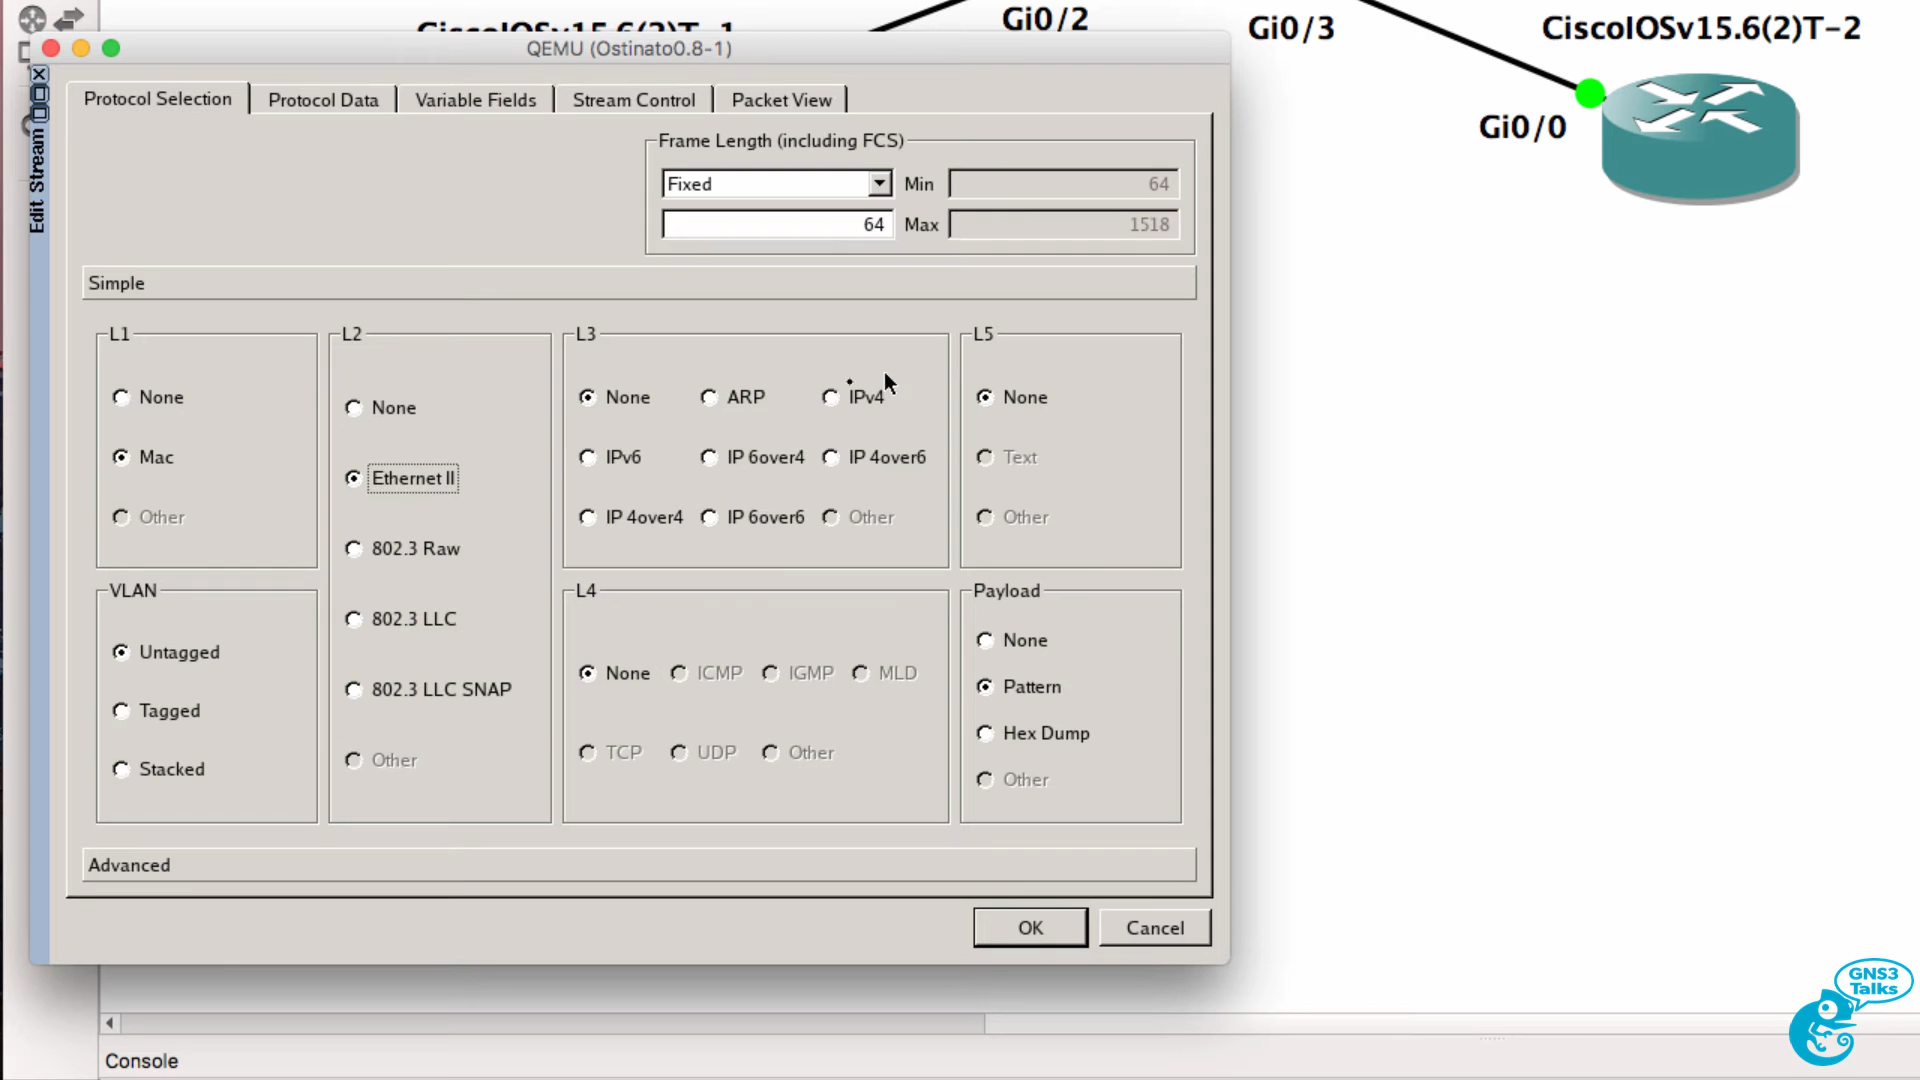 CiscoIOSv15.6(2)T-1
Gi0/2
Gi0/3
CiscoIOSv15.6(2)T-2
Gi0/0
QEMU (Ostinato0.8-1)
Edit Stream
Protocol Selection
Protocol Data
Variable Fields
Stream Control
Packet View
Frame Length (including FCS)
Fixed
Min
64
64
Max
1518
Simple
L1
None
Mac
Other
L2
None
Ethernet II
802.3 Raw
802.3 LLC
802.3 LLC SNAP
Other
L3
None
ARP
IPv4
IPv6
IP 6over4
IP 4over6
IP 4over4
IP 6over6
Other
L5
None
Text
Other
VLAN
Untagged
Tagged
Stacked
L4
None
ICMP
IGMP
MLD
TCP
UDP
Other
Payload
None
Pattern
Hex Dump
Other
Advanced
OK
Cancel
GNS3
Talks
Console